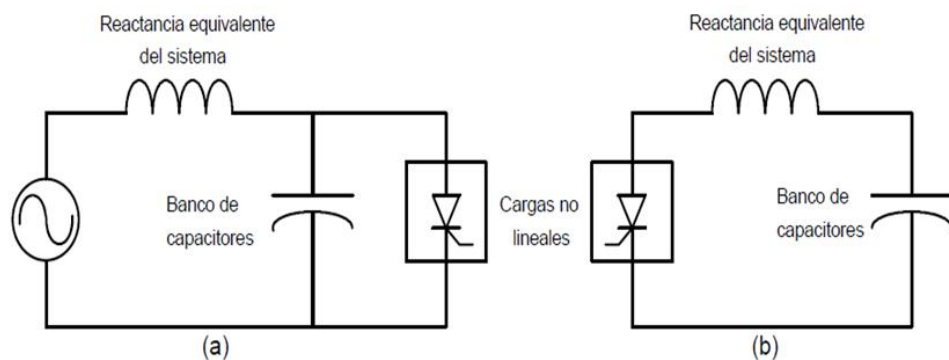 Reactancia equivalente
del sistema
Banco de
capacitores
Cargas no
lineales
(a)
Reactancia equivalente
del sistema
Banco de
capacitores
(b)